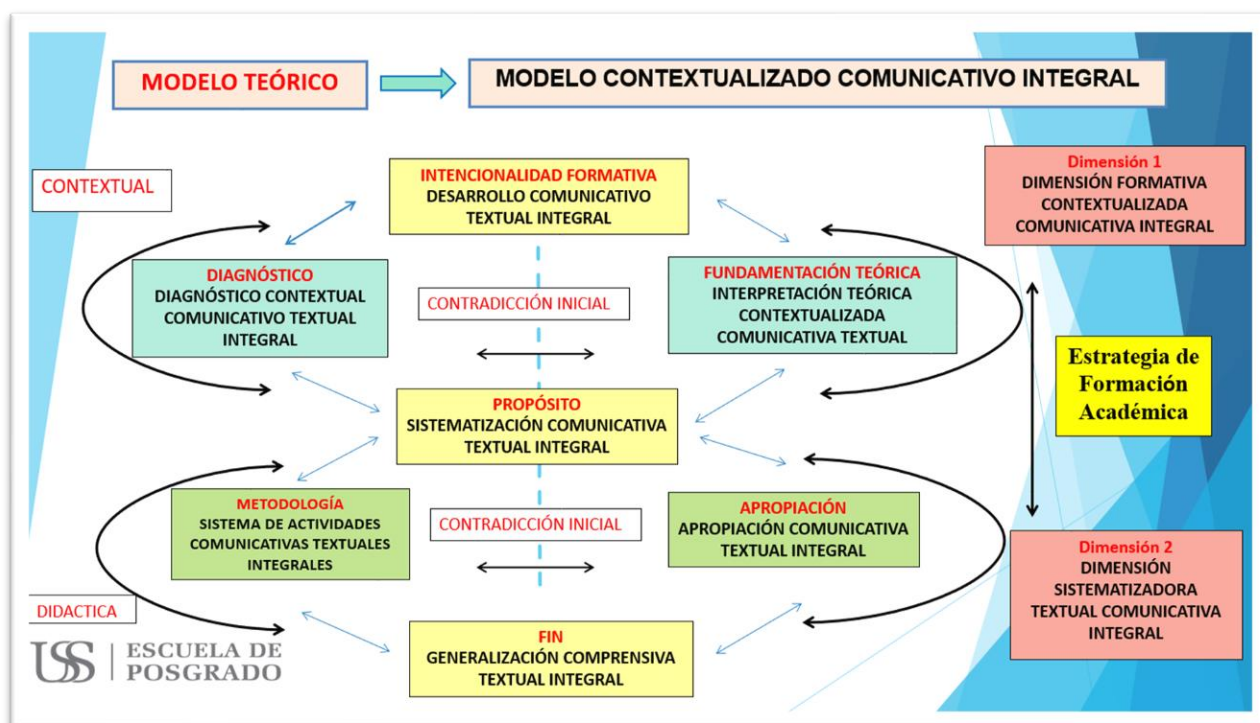 MODELO TEÓRICO
MODELO CONTEXTUALIZADO COMUNICATIVO INTEGRAL
CONTEXTUAL
INTENCIONALIDAD FORMATIVA
DESARROLLO COMUNICATIVO
TEXTUAL INTEGRAL
Dimensión 1
DIMENSIÓN FORMATIVA
CONTEXTUALIZADA
COMUNICATIVA INTEGRAL
DIAGNÓSTICO
DIAGNÓSTICO CONTEXTUAL
COMUNICATIVO TEXTUAL
INTEGRAL
CONTRADICCIÓN INICIAL
FUNDAMENTACIÓN TEÓRICA
INTERPRETACIÓN TEÓRICA
CONTEXTUALIZADA
COMUNICATIVA TEXTUAL
Estrategia de
Formación
Académica
PROPÓSITO
SISTEMATIZACIÓN COMUNICATIVA
TEXTUAL INTEGRAL
METODOLOGÍA
SISTEMA DE ACTIVIDADES
COMUNICATIVAS TEXTUALES
INTEGRALES
CONTRADICCIÓN INICIAL
APROPIACIÓN
APROPIACIÓN COMUNICATIVA
TEXTUAL INTEGRAL
Dimensión 2
DIMENSIÓN
SISTEMATIZADORA
TEXTUAL COMUNICATIVA
INTEGRAL
DIDACTICA
FIN
GENERALIZACIÓN COMPRENSIVA
TEXTUAL INTEGRAL
USS
ESCUELA DE
POSGRADO